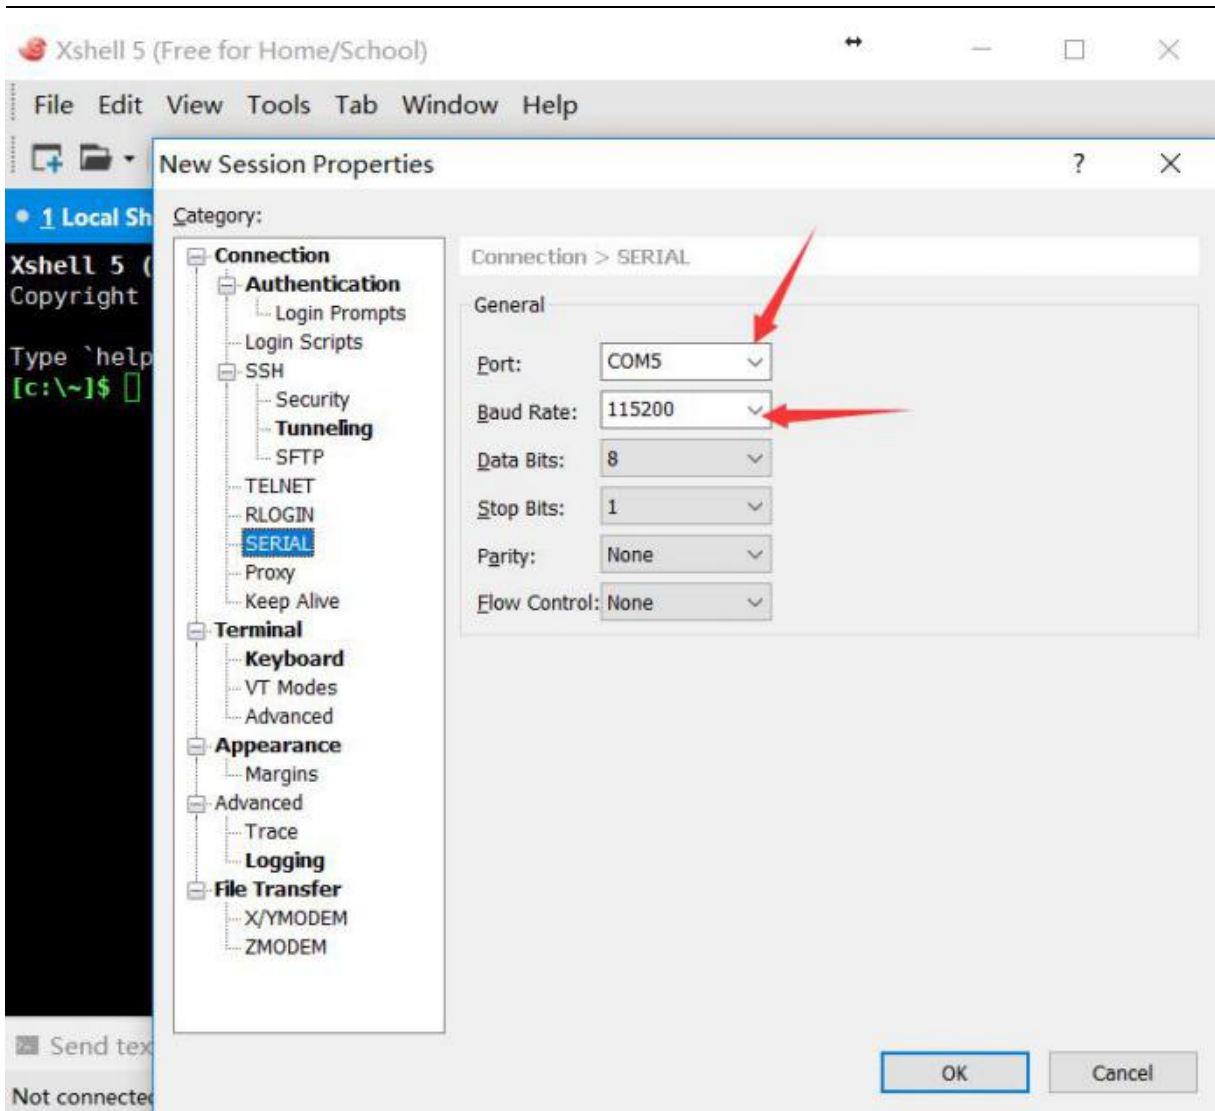 Xshell 5 (Free for Home/School)
File Edit View Tools Tab Window Help
New Session Properties
?
1 Local Sh
Category:
Xshell 5 (
Copyright
Type `help
[c:\~]$
Connection
Authentication
Login Prompts
Login Scripts
SSH
Security
Tunneling
SFTP
TELNET
RLOGIN
SERIAL
Proxy
Keep Alive
Terminal
Keyboard
VT Modes
Advanced
Appearance
Margins
Advanced
Trace
Logging
File Transfer
X/YMODEM
ZMODEM
Connection > SERIAL
General
Port: COM5
Baud Rate: 115200
Data Bits: 8
Stop Bits: 1
Parity: None
Flow Control: None
OK Cancel
Send tex
Not connected